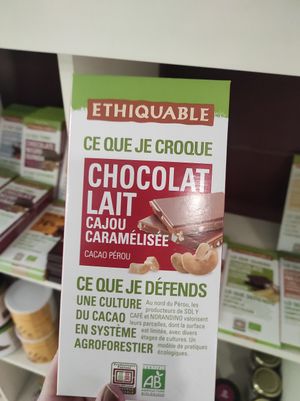 ETHIQUABLE
CE QUE JE CROQUE
CHOCOLAT
LAIT
CAJOU
CARAMÉLISÉE
CACAO PÉROU
CE QUE JE DÉFENDS
UNE CULTURE
DU CACAO
EN SYSTÈME
AGROFORESTIER
Au nord du Pérou, les
producteurs de SOL Y
CAFÉ et NORANDINO valorisent
leurs parcelles, dont la surface
est limitée, avec divers
étages de cultures. Un
modèle de pratiques
écologiques.
AB